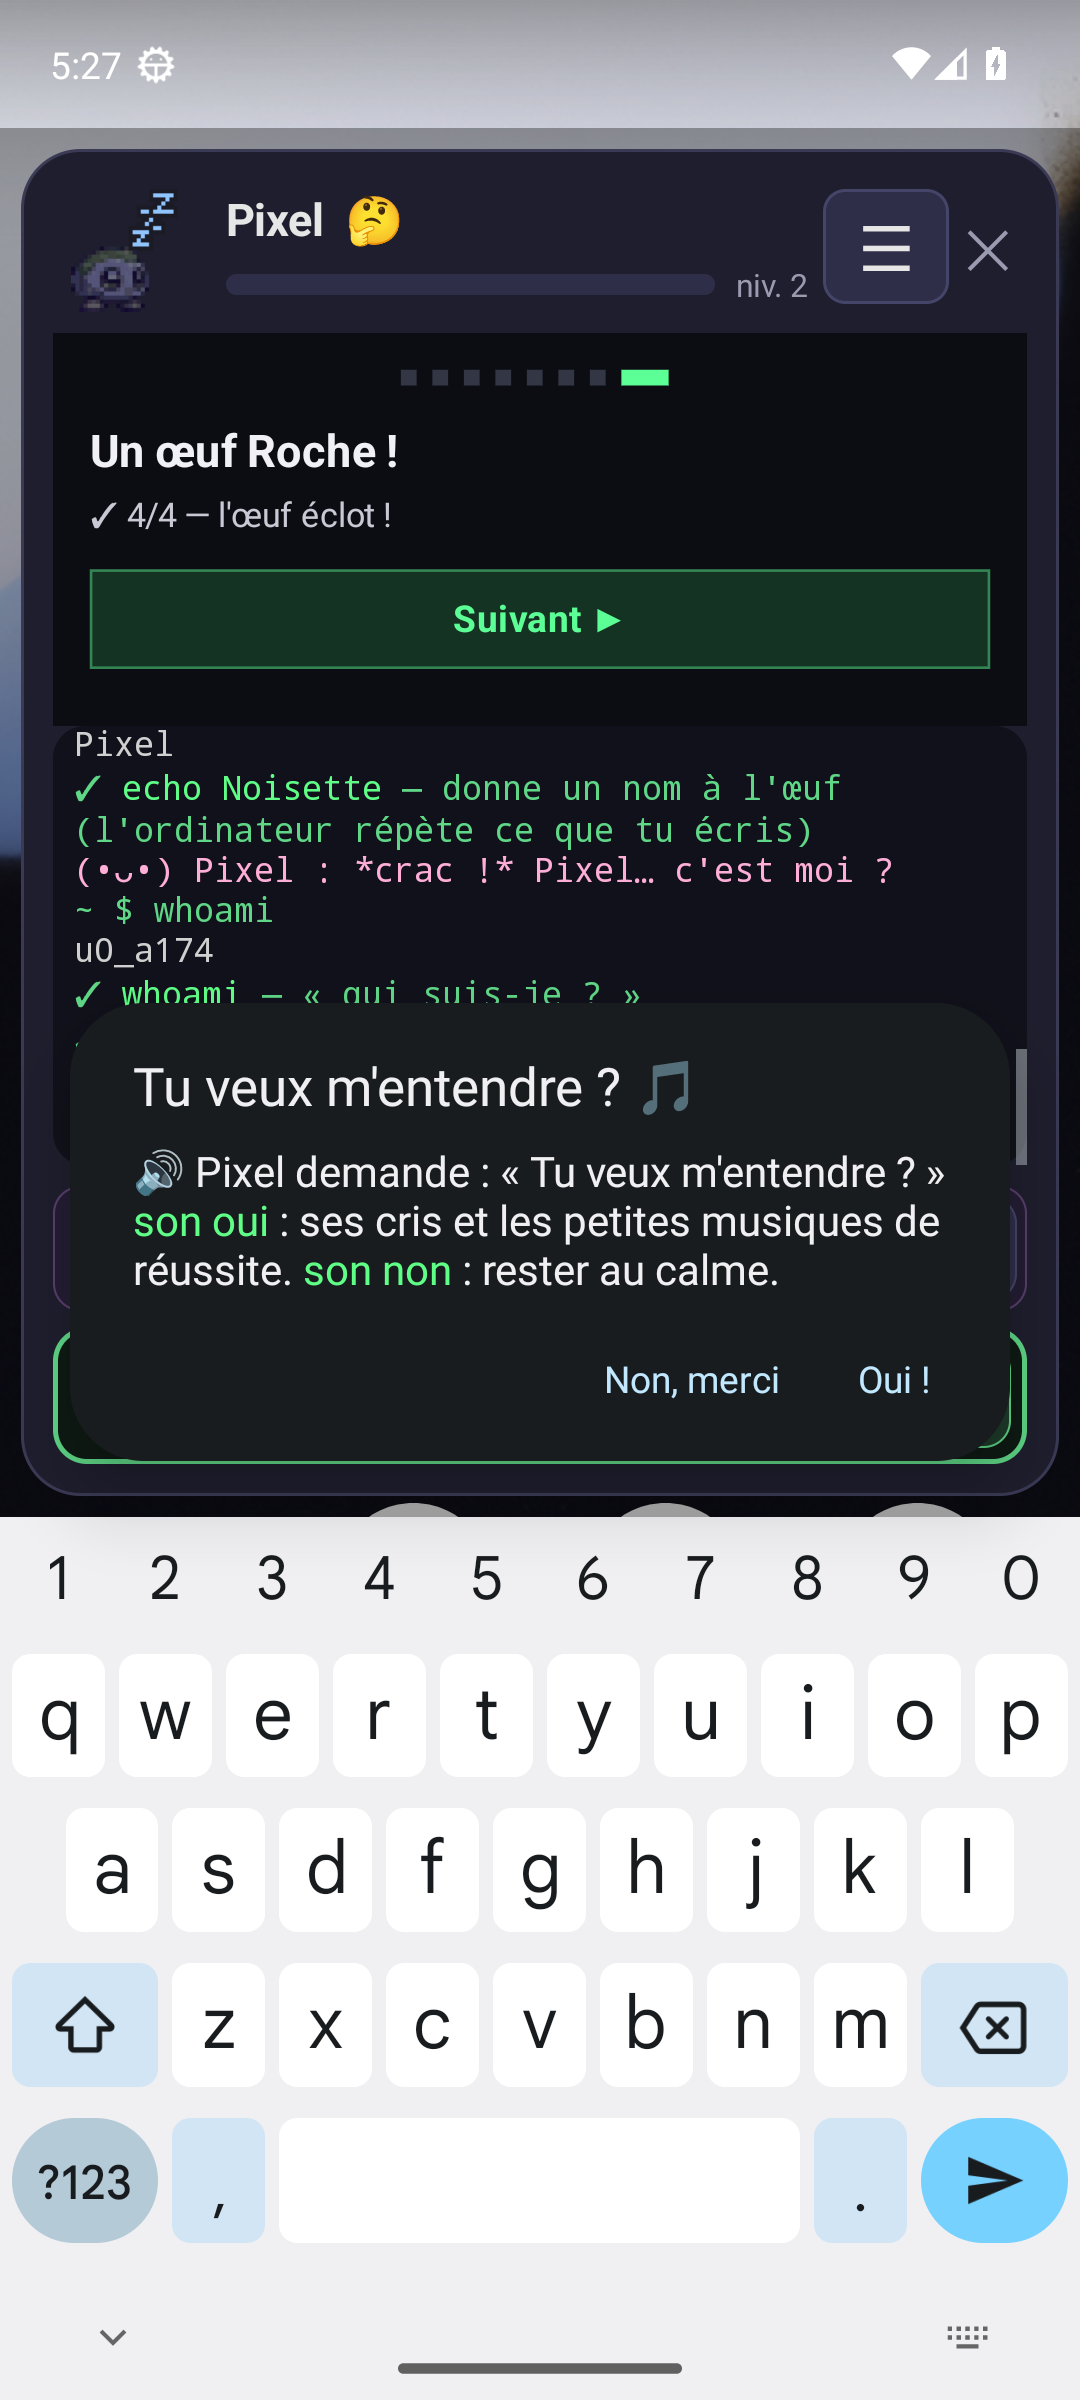 5:27
Pixel 🤔
niv. 2
Un œuf Roche !
✓ 4/4 — l'œuf éclot !
Suivant ►
Pixel
✓ echo Noisette — donne un nom à l'œuf
(l'ordinateur répète ce que tu écris)
(•ᴗ•) Pixel : *crac !* Pixel… c'est moi ?
~ $ whoami
u0_a174
✓ whoami — « qui suis-je ? »
Tu veux m'entendre ? 🎵
🔊 Pixel demande : « Tu veux m'entendre ? »
son oui : ses cris et les petites musiques de
réussite. son non : rester au calme.
Non, merci Oui !
1 2 3 4 5 6 7 8 9 0
q w e r t y u i o p
a s d f g h j k l
z x c v b n m
?123 , .